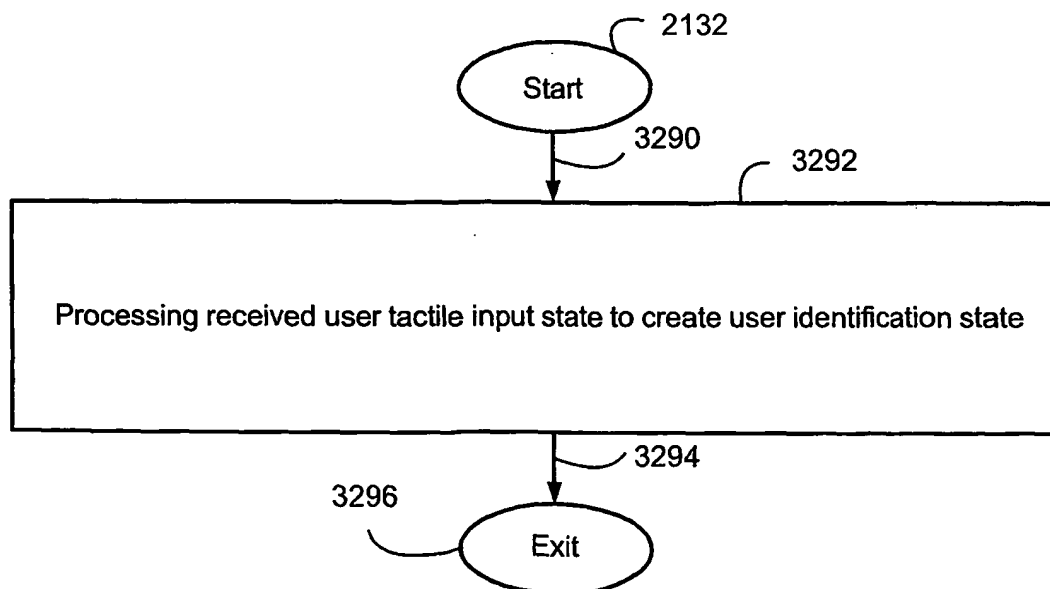 2132
Start
3290
3292
Processing received user tactile input state to create user identification state
3294
3296
Exit